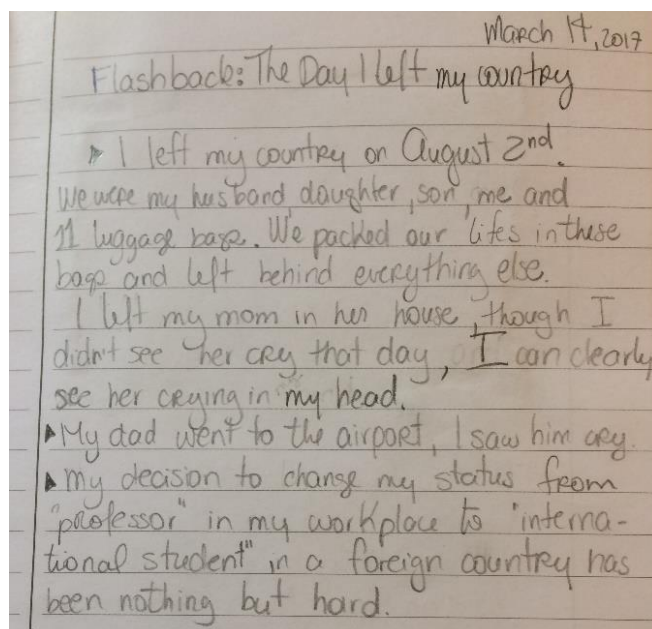 March 14, 2017
Flashback: The Day I left my country
I left my country on August 2nd.
We were my husband, daughter, son, me and
11 luggage bags. We packed our lifes in these
bags and left behind everything else.
I left my mom in her house, though I
didn't see her cry that day, I can clearly
see her crying in my head.
My dad went to the airport, I saw him cry.
my decision to change my status from
"professor" in my workplace to "interna-
tional student" in a foreign country has
been nothing but hard.